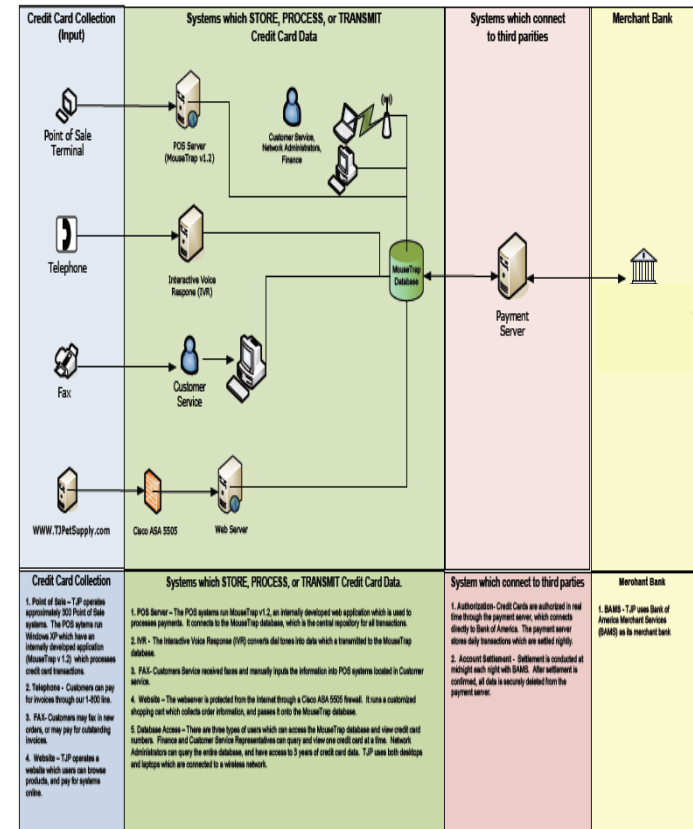 Credit Card Collection
(Input)
Systems which STORE, PROCESS, or TRANSMIT
Credit Card Data
Systems which connect
to third parities
Merchant Bank
Point of Sale
Terminal
POS Server
(MouseTrap v1.2)
Customer Service,
Network Administrators,
Finance
Telephone
Interactive Voice
Respone (IVR)
MouseTrap
Database
Payment
Server
Fax
Customer
Service
WWW.TJPetSupply.com
Cisco ASA 5505
Web Server
Credit Card Collection
1. Point of Sale – TJP operates
approximately 300 Point of Sale
systems. The POS sytems run
Windows XP which have an
internally developed application
(MouseTrap v 1.2) which processes
credit card transactions.
2. Telephone - Customers can pay
for invoices through our 1-800 line.
3. FAX- Customers may fax in new
orders, or may pay for outstanding
invoices.
4. Website – TJP operates a
website which users can browse
products, and pay for systems
online.
Systems which STORE, PROCESS, or TRANSMIT Credit Card Data.
1. POS Server – The POS systems run MouseTrap v1.2, an internally developed web application which is used to
processes payments. It connects to the MouseTrap database, which is the central repository for all transactions.
2. IVR - The Interactive Voice Response (IVR) converts dial tones into data which a transmitted to the MouseTrap
database.
3. FAX- Customers Service received faxes and manually inputs the information into POS systems located in Customer
service.
4. Website – The webserver is protected from the Internet through a Cisco ASA 5505 firewall. It runs a customized
shopping cart which collects order information, and passes it onto the MouseTrap database.
5. Database Access – There are three types of users which can access the MouseTrap database and view credit card
numbers. Finance and Customer Service Representatives can query and view one credit card at a time. Network
Administrators can query the entire database, and have access to 3 years of credit card data. TJP uses both desktops
and laptops which are connected to a wireless network.
System which connect to third parties
1. Authorization- Credit Cards are authorized in real
time through the payment server, which connects
directly to Bank of America. The payment server
stores daily transactions which are settled nightly.
2. Account Settlement - Settlement is conducted at
midnight each night with BAMS. After settlement is
confirmed, all data is securely deleted from the
payment server.
Merchant Bank
1. BAMS - TJP uses Bank of
America Merchant Services
(BAMS) as its merchant bank